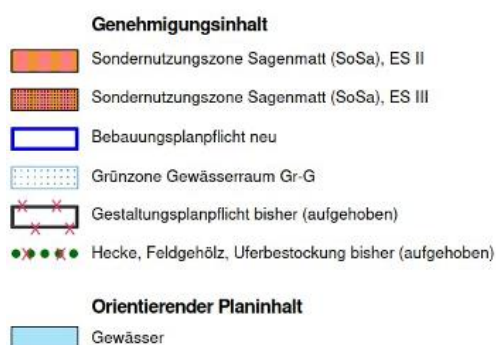 Genehmigungsinhalt
Sondernutzungszone Sagenmatt (SoSa), ES II
Sondernutzungszone Sagenmatt (SoSa), ES III
Bebauungsplanpflicht neu
Grünzone Gewässerraum Gr-G
Gestaltungsplanpflicht bisher (aufgehoben)
Hecke, Feldgehölz, Uferbestockung bisher (aufgehoben)
Orientierender Planinhalt
Gewässer